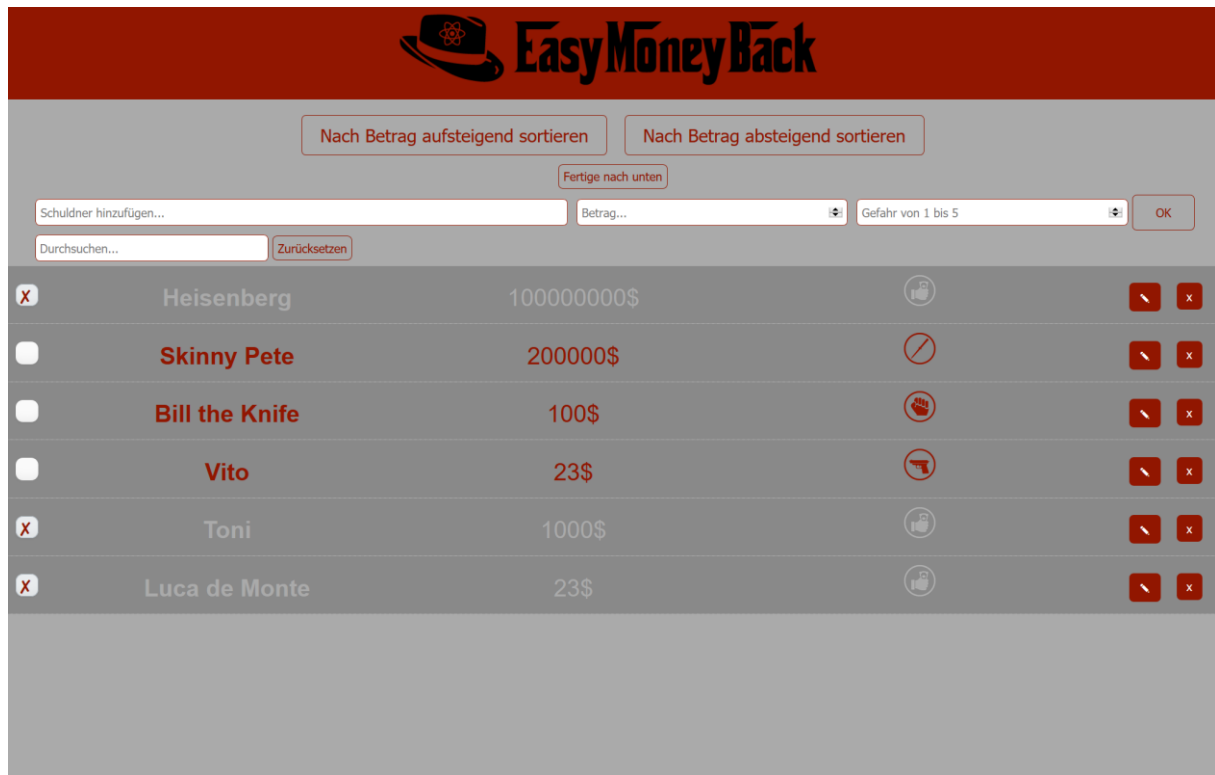 EasyMoneyBack
Nach Betrag aufsteigend sortieren Nach Betrag absteigend sortieren
Fertige nach unten
Schuldner hinzufügen... Betrag... Gefahr von 1 bis 5 OK
Durchsuchen... Zurücksetzen
X Heisenberg 100000000$ x
Skinny Pete 200000$ x
Bill the Knife 100$ x
Vito 23$ x
X Toni 1000$ x
X Luca de Monte 23$ x